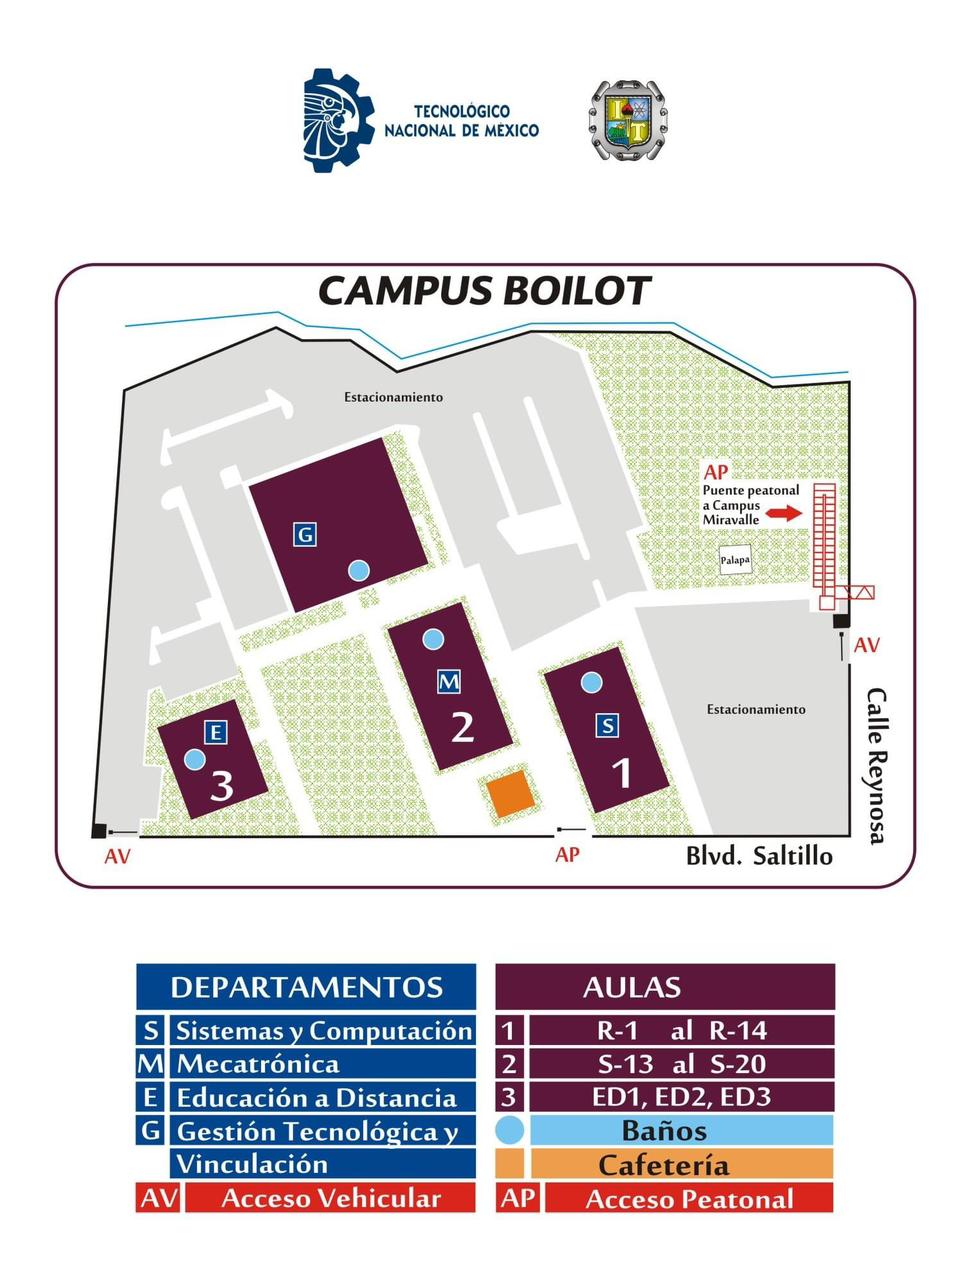 TECNOLÓGICO
NACIONAL DE MÉXICO
I T
CAMPUS BOILOT
Estacionamiento
AP
Puente peatonal
a Campus
Miravalle
G
Palapa
M
2
AV
E
3
S
1
Estacionamiento
Calle Reynosa
AV
AP
Blvd. Saltillo
DEPARTAMENTOS
S Sistemas y Computación
M Mecatrónica
E Educación a Distancia
G Gestión Tecnológica y
Vinculación
AV Acceso Vehicular
AULAS
1 R-1 al R-14
2 S-13 al S-20
3 ED1, ED2, ED3
Baños
Cafetería
AP Acceso Peatonal